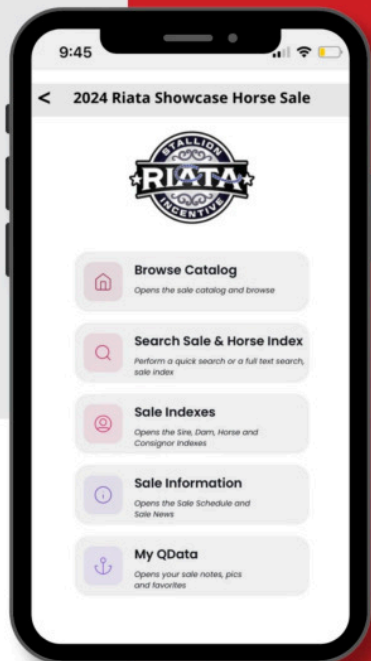 9:45
< 2024 Riata Showcase Horse Sale
STALLION
RIATA
INCENTIVE
Browse Catalog
Opens the sale catalog and browse
Search Sale & Horse Index
Perform a quick search or a full text search,
sale index
Sale Indexes
Opens the Sire, Dam, Horse and
Consignor Indexes
Sale Information
Opens the Sale Schedule and
Sale News
My QData
Opens your sale notes, pics
and favorites